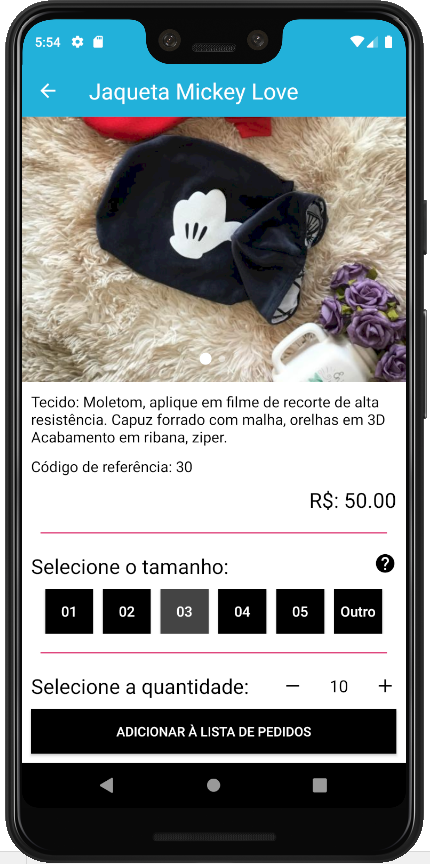 5:54
Jaqueta Mickey Love
Tecido: Moletom, aplique em filme de recorte de alta
resistência. Capuz forrado com malha, orelhas em 3D
Acabamento em ribana, ziper.
Código de referência: 30
R$: 50.00
Selecione o tamanho:
?
01 02 03 04 05 Outro
Selecione a quantidade: − 10 +
ADICIONAR À LISTA DE PEDIDOS